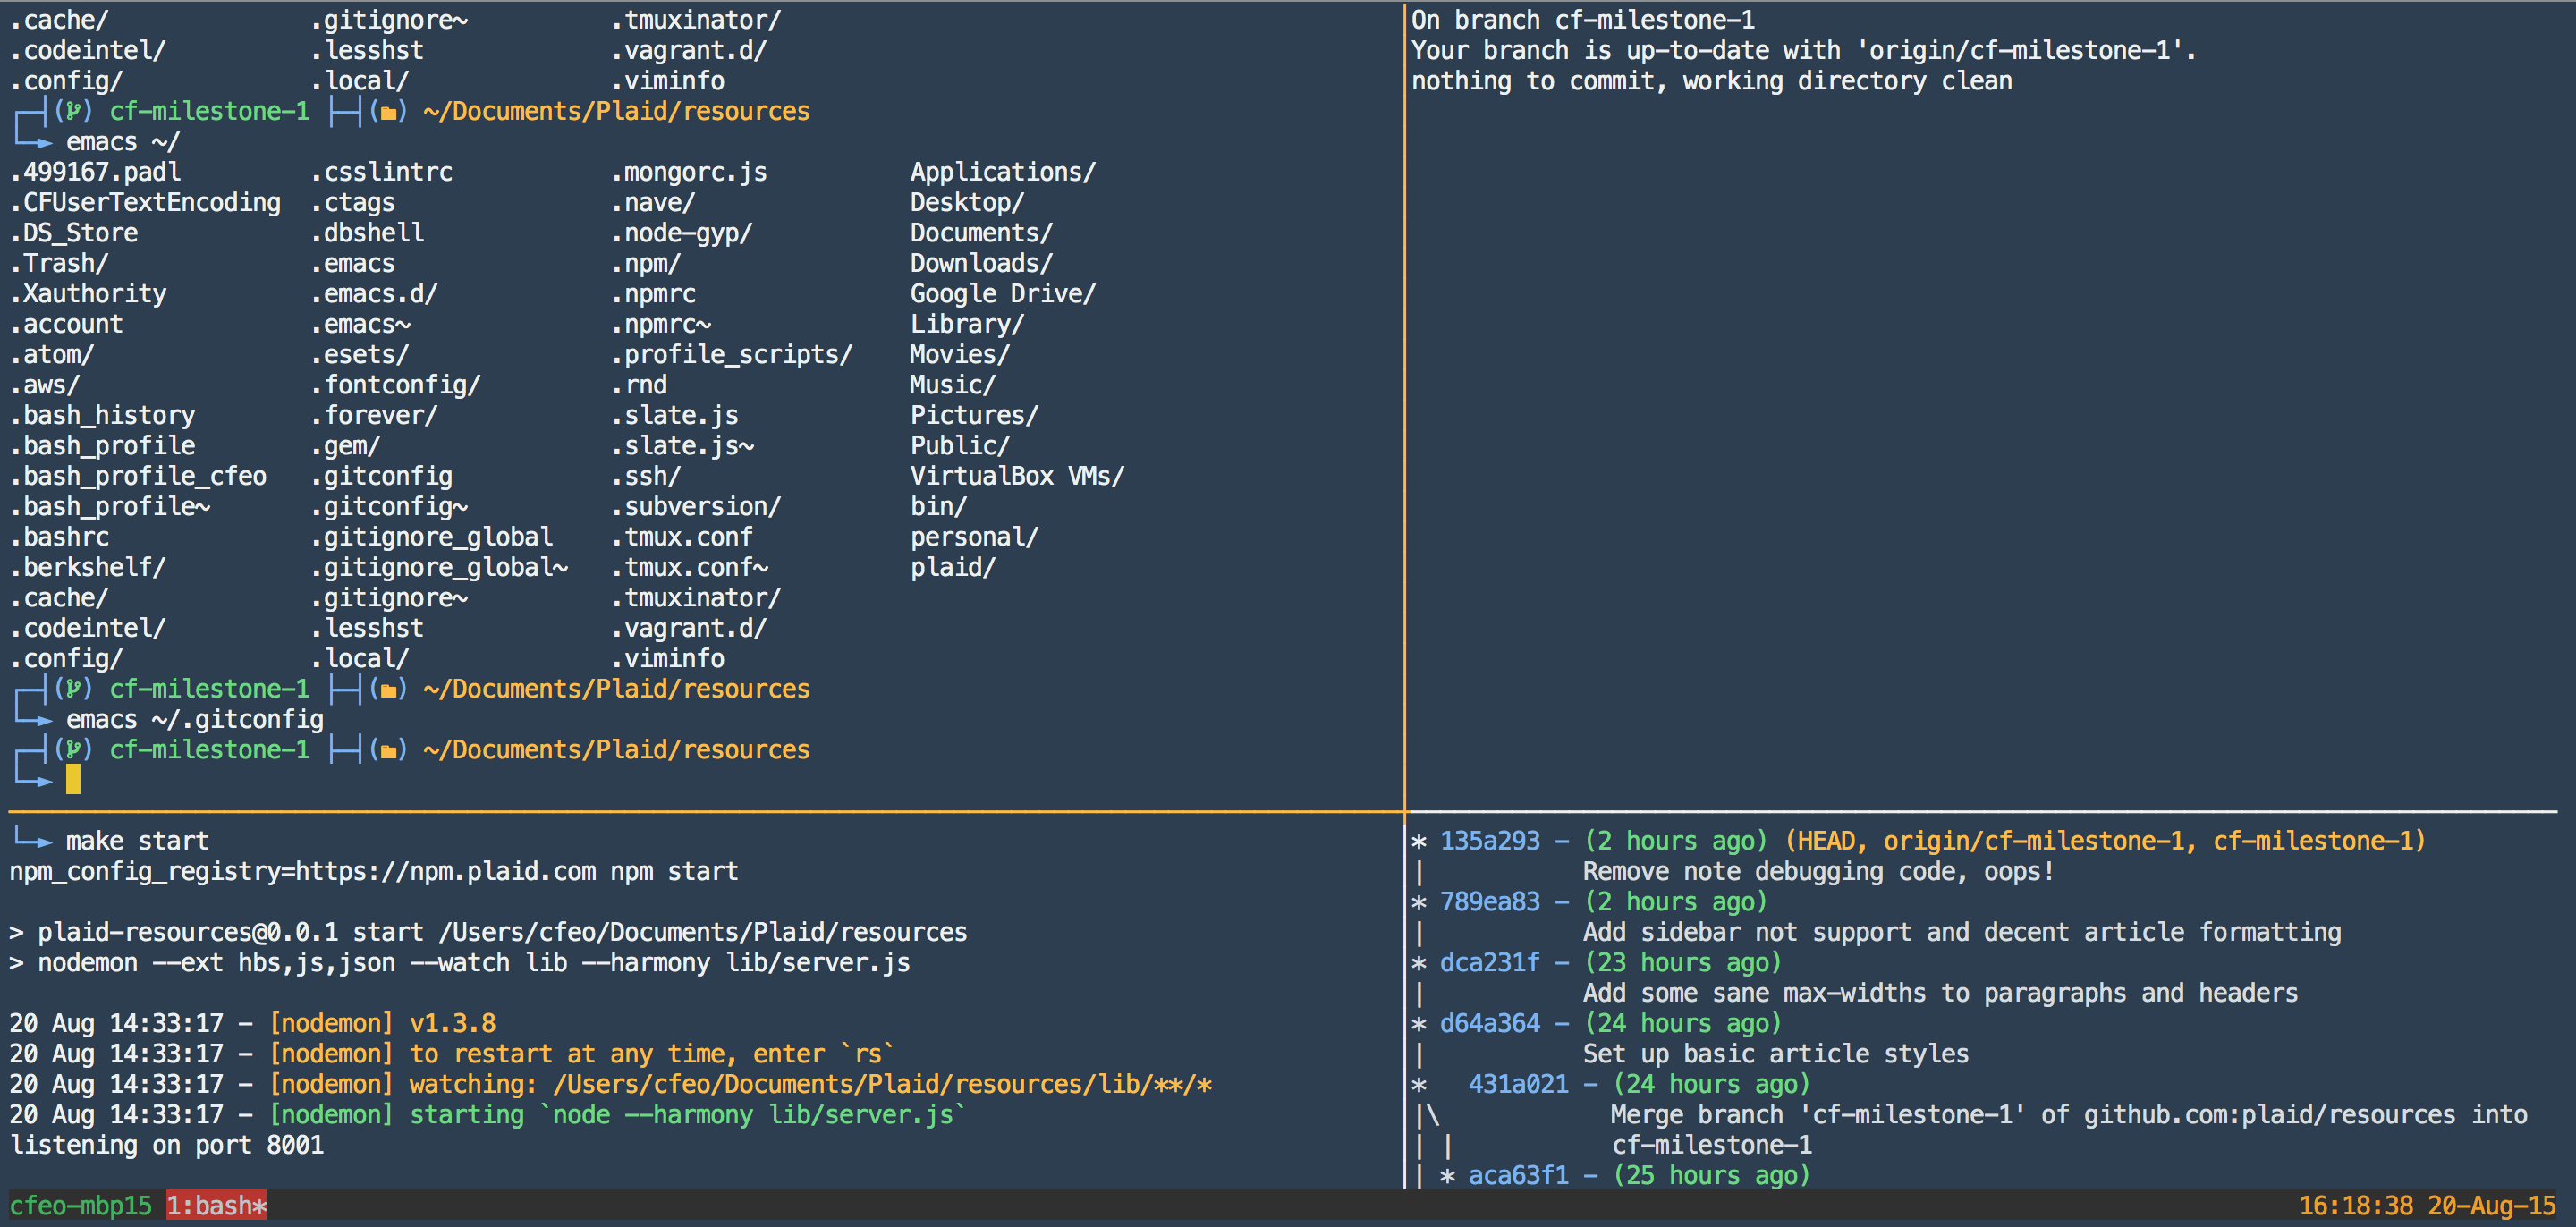 .cache/ .gitignore~ .tmuxinator/
.codeintel/ .lesshst .vagrant.d/
.config/ .local/ .viminfo
() cf-milestone-1 () ~/Documents/Plaid/resources
emacs ~/
.499167.padl .csslintrc .mongorc.js Applications/
.CFUserTextEncoding .ctags .nave/ Desktop/
.DS_Store .dbshell .node-gyp/ Documents/
.Trash/ .emacs .npm/ Downloads/
.Xauthority .emacs.d/ .npmrc Google Drive/
.account .emacs~ .npmrc~ Library/
.atom/ .esets/ .profile_scripts/ Movies/
.aws/ .fontconfig/ .rnd Music/
.bash_history .forever/ .slate.js Pictures/
.bash_profile .gem/ .slate.js~ Public/
.bash_profile_cfeo .gitconfig .ssh/ VirtualBox VMs/
.bash_profile~ .gitconfig~ .subversion/ bin/
.bashrc .gitignore_global .tmux.conf personal/
.berkshelf/ .gitignore_global~ .tmux.conf~ plaid/
.cache/ .gitignore~ .tmuxinator/
.codeintel/ .lesshst .vagrant.d/
.config/ .local/ .viminfo
() cf-milestone-1 () ~/Documents/Plaid/resources
emacs ~/.gitconfig
() cf-milestone-1 () ~/Documents/Plaid/resources
On branch cf-milestone-1
Your branch is up-to-date with 'origin/cf-milestone-1'.
nothing to commit, working directory clean
make start
npm_config_registry=https://npm.plaid.com npm start
> plaid-resources@0.0.1 start /Users/cfeo/Documents/Plaid/resources
> nodemon --ext hbs,js,json --watch lib --harmony lib/server.js
20 Aug 14:33:17 - [nodemon] v1.3.8
20 Aug 14:33:17 - [nodemon] to restart at any time, enter `rs`
20 Aug 14:33:17 - [nodemon] watching: /Users/cfeo/Documents/Plaid/resources/lib/**/*
20 Aug 14:33:17 - [nodemon] starting `node --harmony lib/server.js`
listening on port 8001
* 135a293 - (2 hours ago) (HEAD, origin/cf-milestone-1, cf-milestone-1)
| Remove note debugging code, oops!
* 789ea83 - (2 hours ago)
| Add sidebar not support and decent article formatting
* dca231f - (23 hours ago)
| Add some sane max-widths to paragraphs and headers
* d64a364 - (24 hours ago)
| Set up basic article styles
* 431a021 - (24 hours ago)
|\ Merge branch 'cf-milestone-1' of github.com:plaid/resources into
| | cf-milestone-1
| * aca63f1 - (25 hours ago)
cfeo-mbp15 1:bash* 16:18:38 20-Aug-15